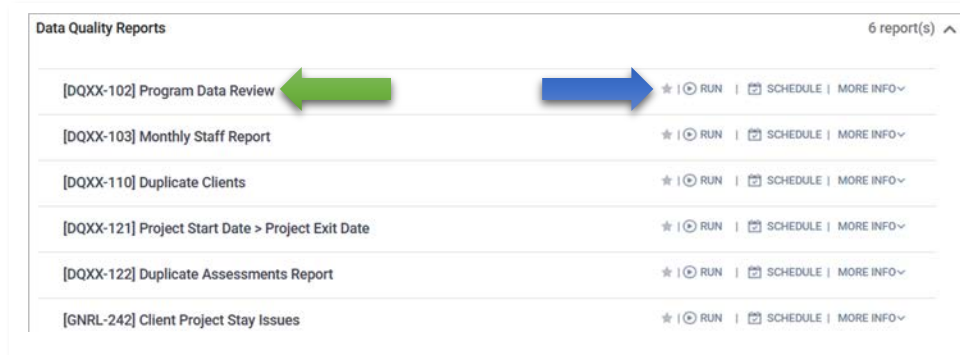 Data Quality Reports 6 report(s)
[DQXX-102] Program Data Review | RUN | SCHEDULE | MORE INFO
[DQXX-103] Monthly Staff Report | RUN | SCHEDULE | MORE INFO
[DQXX-110] Duplicate Clients | RUN | SCHEDULE | MORE INFO
[DQXX-121] Project Start Date > Project Exit Date | RUN | SCHEDULE | MORE INFO
[DQXX-122] Duplicate Assessments Report | RUN | SCHEDULE | MORE INFO
[GNRL-242] Client Project Stay Issues | RUN | SCHEDULE | MORE INFO